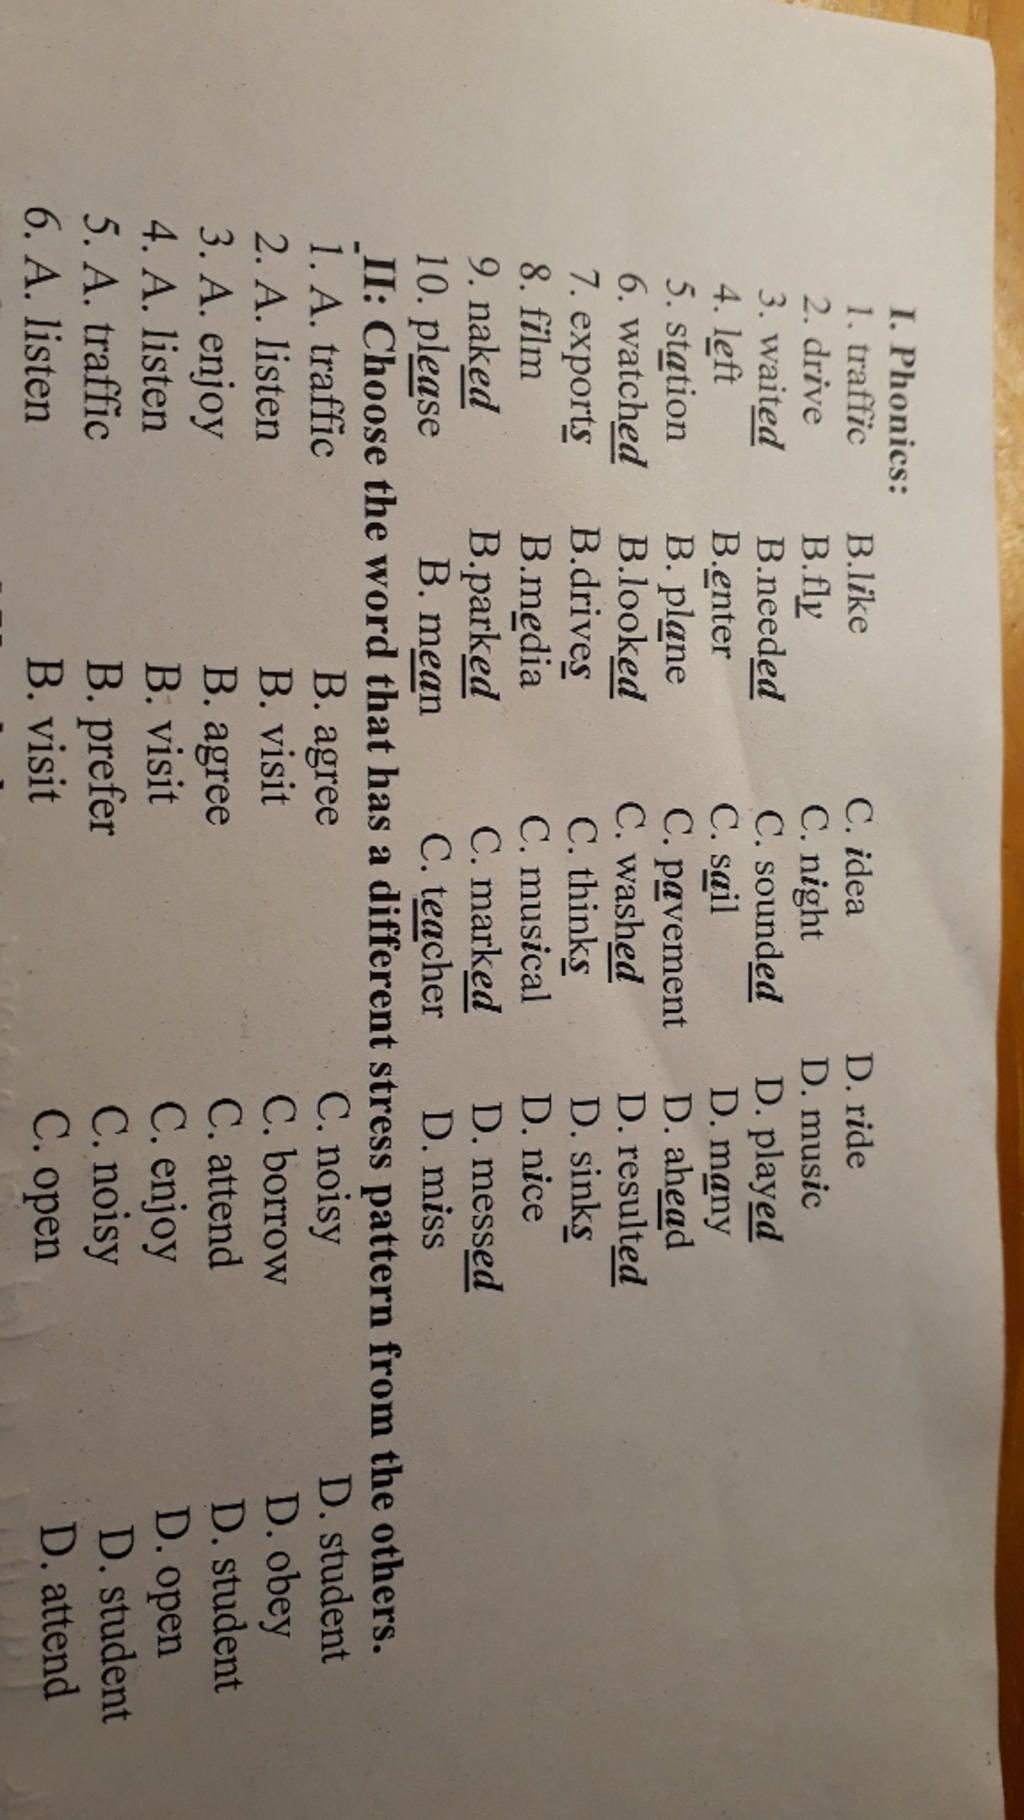 I. Phonics:
1. traffic B.like C. idea D. ride
2. drive B.fly C. night D. music
3. waited B.needed C. sounded D. played
4. left B.enter C. sail D. many
5. station B. plane C. pavement D. ahead
6. watched B.looked C. washed D. resulted
7. exports B.drives C. thinks D. sinks
8. film B.media C. musical D. nice
9. naked B.parked C. marked D. messed
10. please B. mean C. teacher D. miss
II: Choose the word that has a different stress pattern from the others.
1. A. traffic B. agree C. noisy D. student
2. A. listen B. visit C. borrow D. obey
3. A. enjoy B. agree C. attend D. student
4. A. listen B. visit C. enjoy D. open
5. A. traffic B. prefer C. noisy D. student
6. A. listen B. visit C. open D. attend